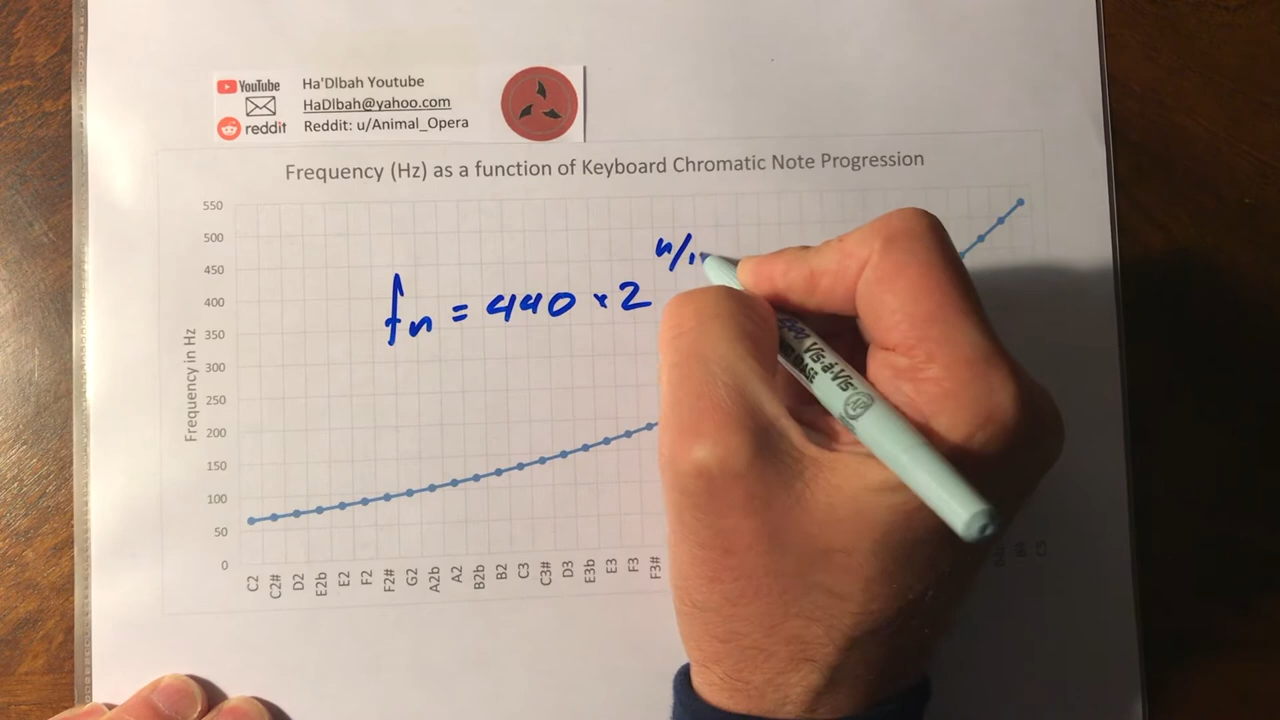 YouTube Ha'Dlbah Youtube
HaDlbah@yahoo.com
reddit Reddit: u/Animal_Opera
Frequency (Hz) as a function of Keyboard Chromatic Note Progression
550
500
450
400
350
300
250
200
150
100
50
0
Frequency in Hz
fn = 440 × 2 n/1
C2 C2# D2 E2b E2 F2 F2# G2 A2b A2 B2b B2 C3 C3# D3 E3b E3 F3 F3#
Vis-à-Vis
AP